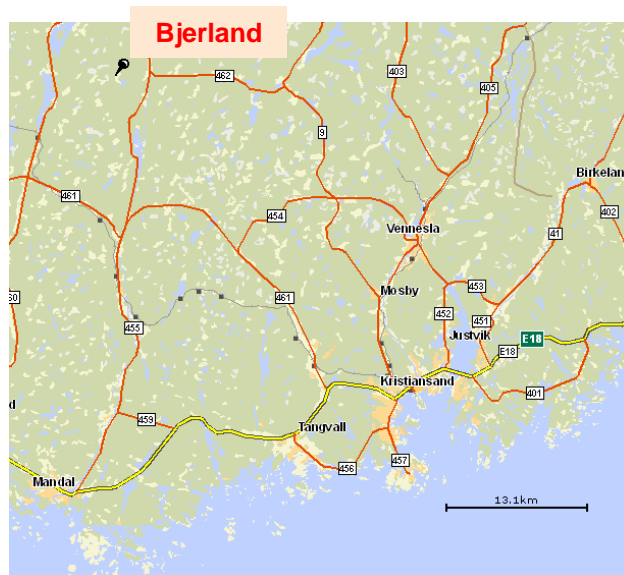 Bjerland
462
403
405
9
Birkelan
461
402
454
Vennesla
41
453
Mosby
60
461
452
451
455
Justvik
E18
E18
Kristiansand
401
d
459
Tangvall
456
457
Mandal
13.1km